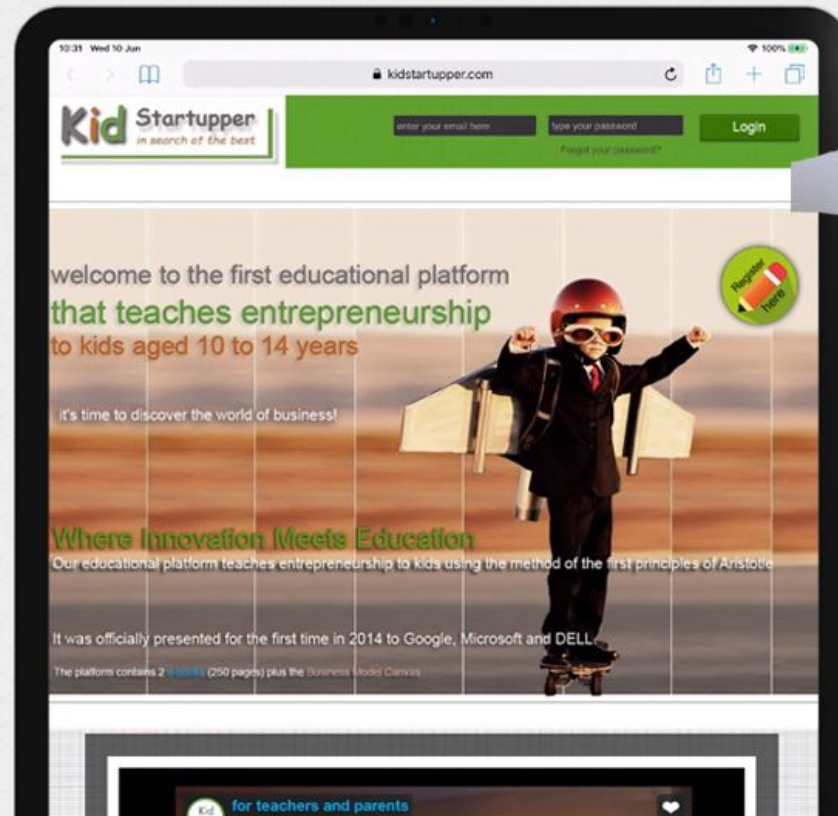 10:31 Wed 10 Jun
100%
kidstartupper.com
Kid Startupper
in search of the best
enter your email here
type your password
Login
Forgot your password?
Register
here
welcome to the first educational platform
that teaches entrepreneurship
to kids aged 10 to 14 years
it's time to discover the world of business!
Where Innovation Meets Education
Our educational platform teaches entrepreneurship to kids using the method of the first principles of Aristotle
It was officially presented for the first time in 2014 to Google, Microsoft and DELL.
The platform contains 2 e-books (250 pages) plus the Business Model Canvas
Kid
for teachers and parents